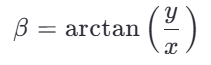 β = arctan(y/x)